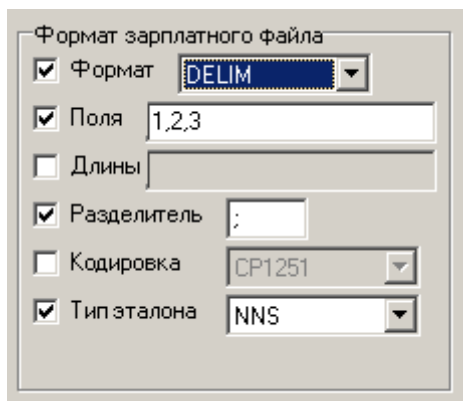 Формат зарплатного файла
Формат DELIM
Поля 1,2,3
Длины
Разделитель ;
Кодировка CP1251
Тип эталона NNS